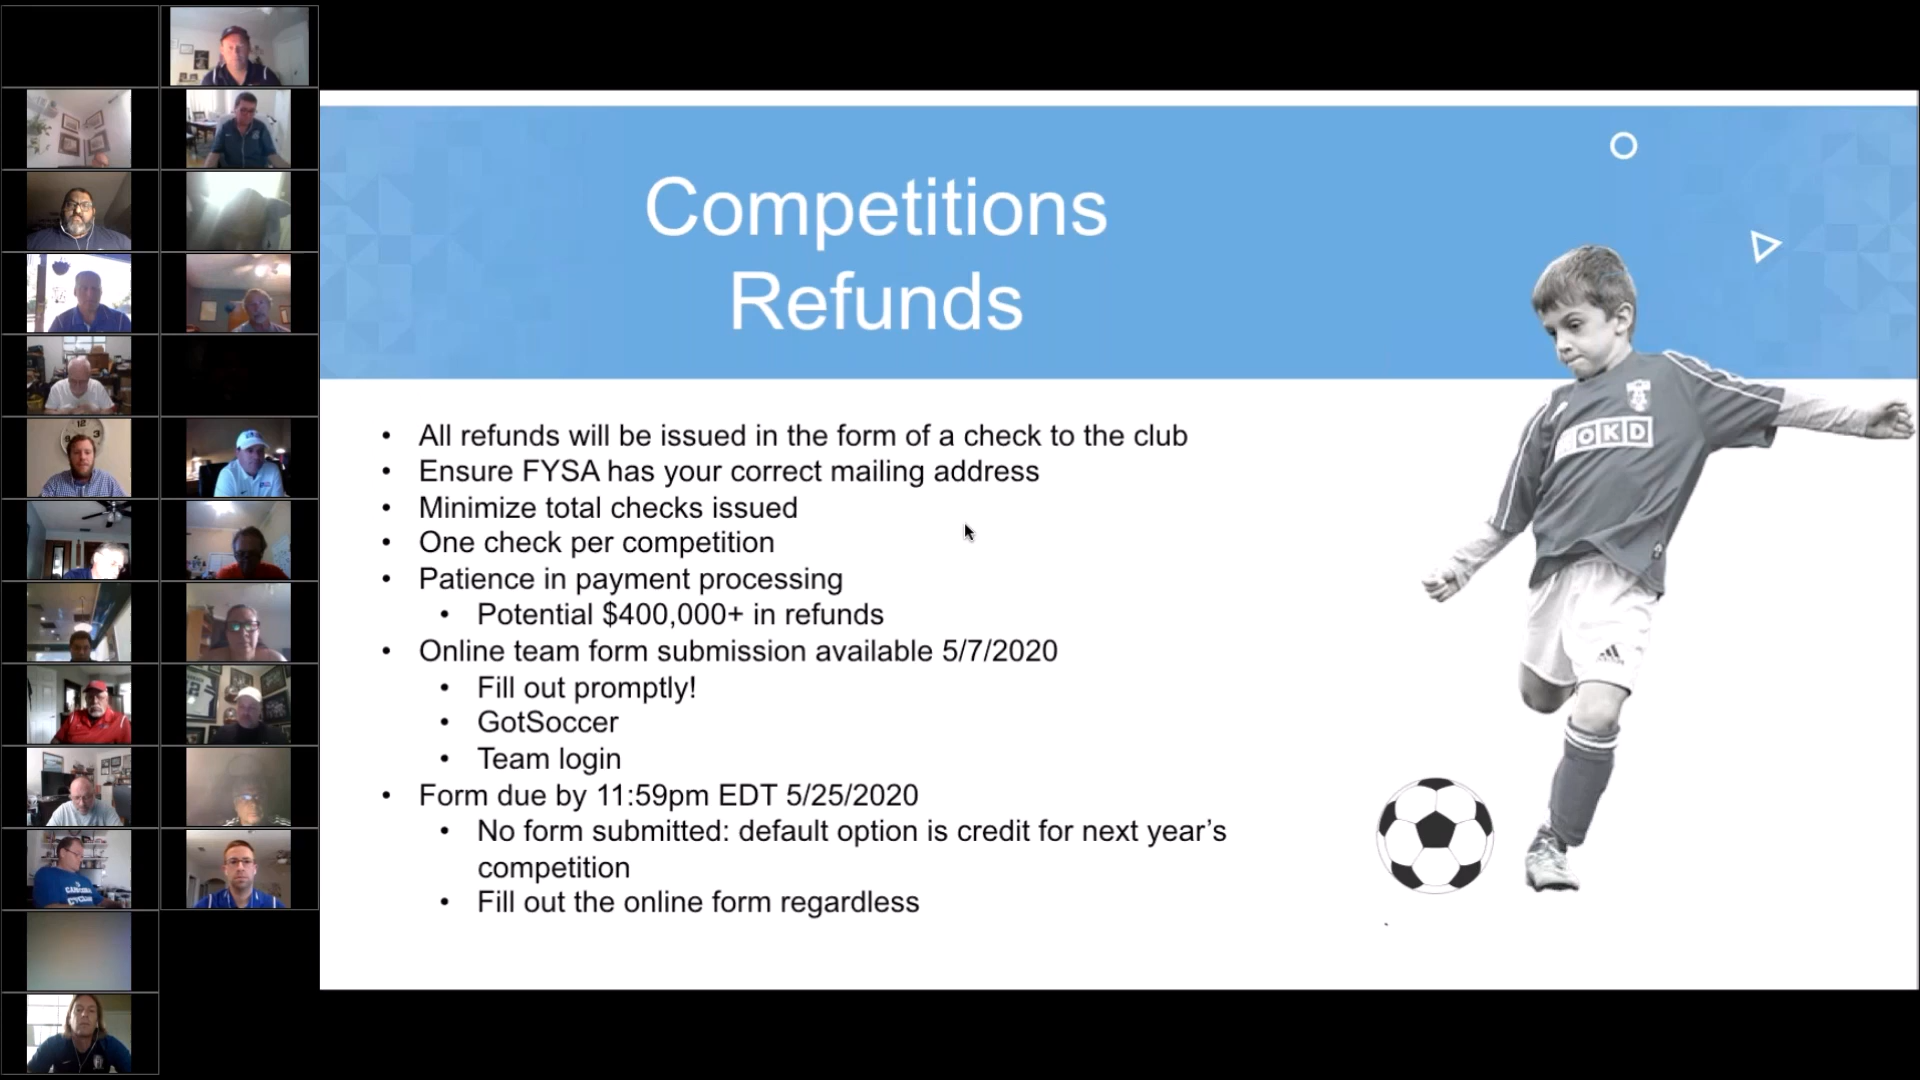 Competitions
Refunds
OKD
• All refunds will be issued in the form of a check to the club
• Ensure FYSA has your correct mailing address
• Minimize total checks issued
• One check per competition
• Patience in payment processing
• Potential $400,000+ in refunds
• Online team form submission available 5/7/2020
• Fill out promptly!
• GotSoccer
• Team login
• Form due by 11:59pm EDT 5/25/2020
• No form submitted: default option is credit for next year’s
competition
• Fill out the online form regardless
12